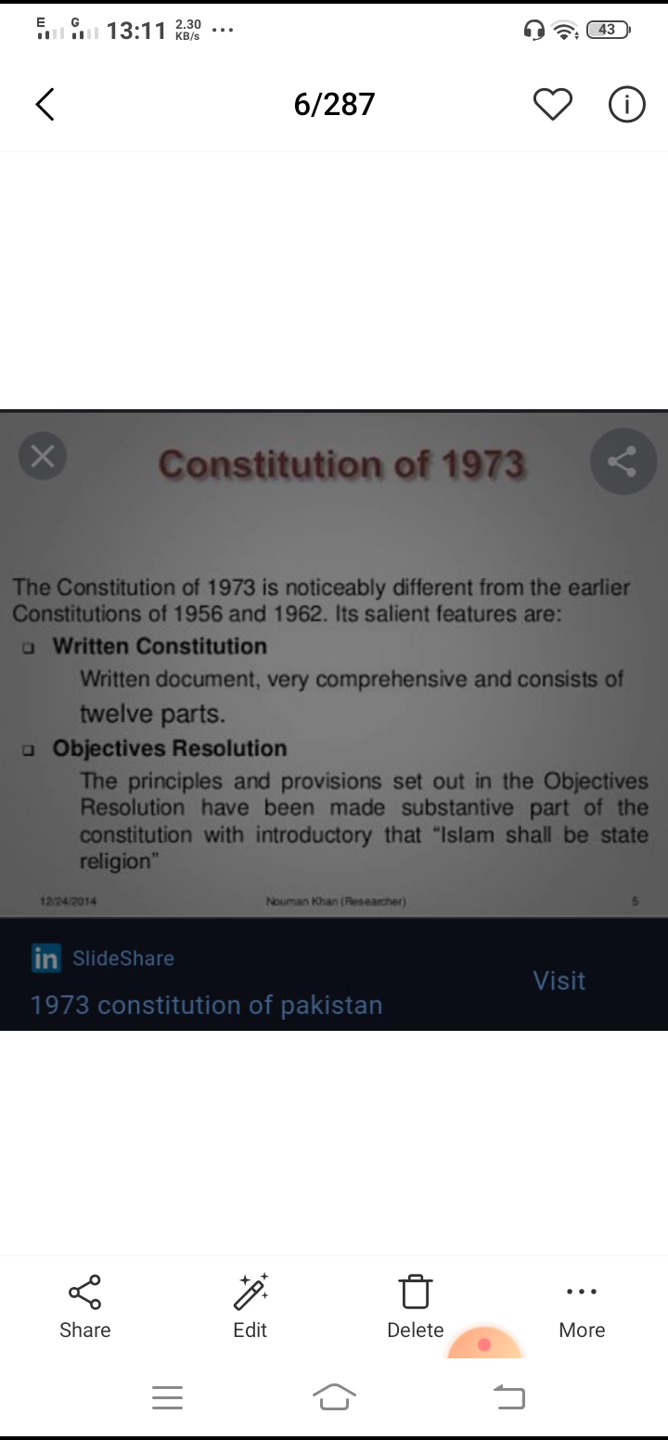 E G 13:11 2.30 KB/s ... 43
6/287
Constitution of 1973
The Constitution of 1973 is noticeably different from the earlier
Constitutions of 1956 and 1962. Its salient features are:
Written Constitution
Written document, very comprehensive and consists of
twelve parts.
Objectives Resolution
The principles and provisions set out in the Objectives
Resolution have been made substantive part of the
constitution with introductory that “Islam shall be state
religion”
12/24/2014 Nouman Khan (Researcher) 5
in SlideShare
Visit
1973 constitution of pakistan
Share Edit Delete More